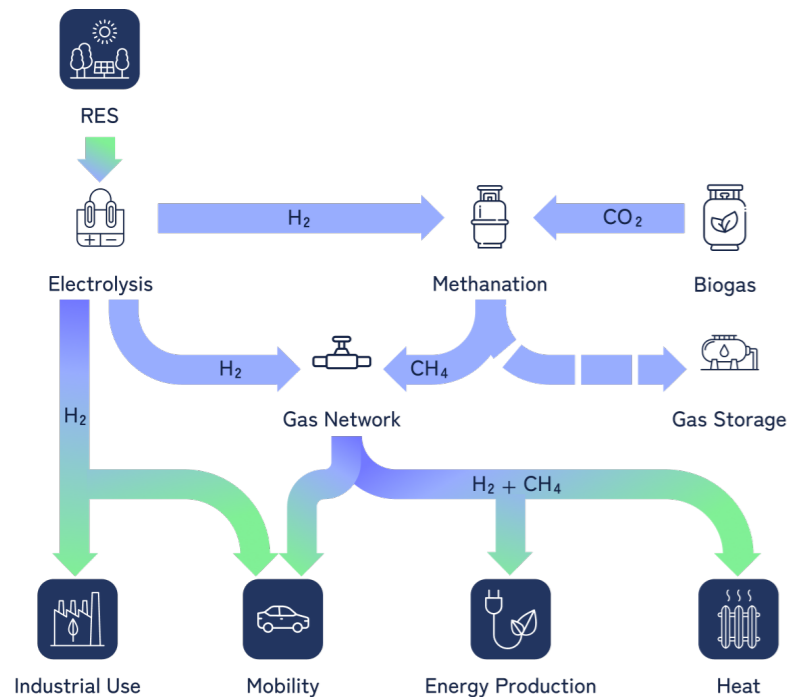 RES
H₂
CO₂
Electrolysis
Methanation
Biogas
H₂
CH₄
H₂
Gas Network
Gas Storage
H₂ + CH₄
Industrial Use
Mobility
Energy Production
Heat